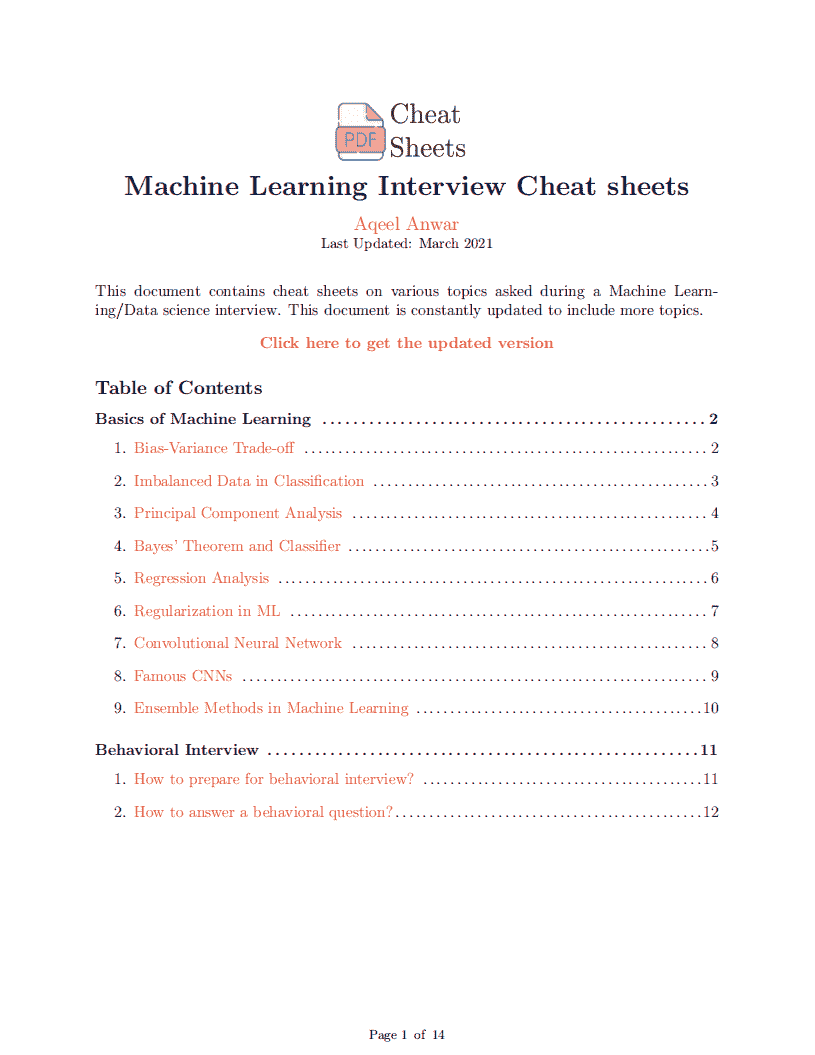 PDF
Cheat
Sheets
Machine Learning Interview Cheat sheets
Aqeel Anwar
Last Updated: March 2021
This document contains cheat sheets on various topics asked during a Machine Learn-
ing/Data science interview. This document is constantly updated to include more topics.
Click here to get the updated version
Table of Contents
Basics of Machine Learning ................................................ 2
1. Bias-Variance Trade-off ................................................ 2
2. Imbalanced Data in Classification ................................................ 3
3. Principal Component Analysis ................................................ 4
4. Bayes' Theorem and Classifier ................................................ 5
5. Regression Analysis ................................................ 6
6. Regularization in ML ................................................ 7
7. Convolutional Neural Network ................................................ 8
8. Famous CNNs ................................................ 9
9. Ensemble Methods in Machine Learning ................................................ 10
Behavioral Interview ................................................ 11
1. How to prepare for behavioral interview? ................................................ 11
2. How to answer a behavioral question? ................................................ 12
Page 1 of 14